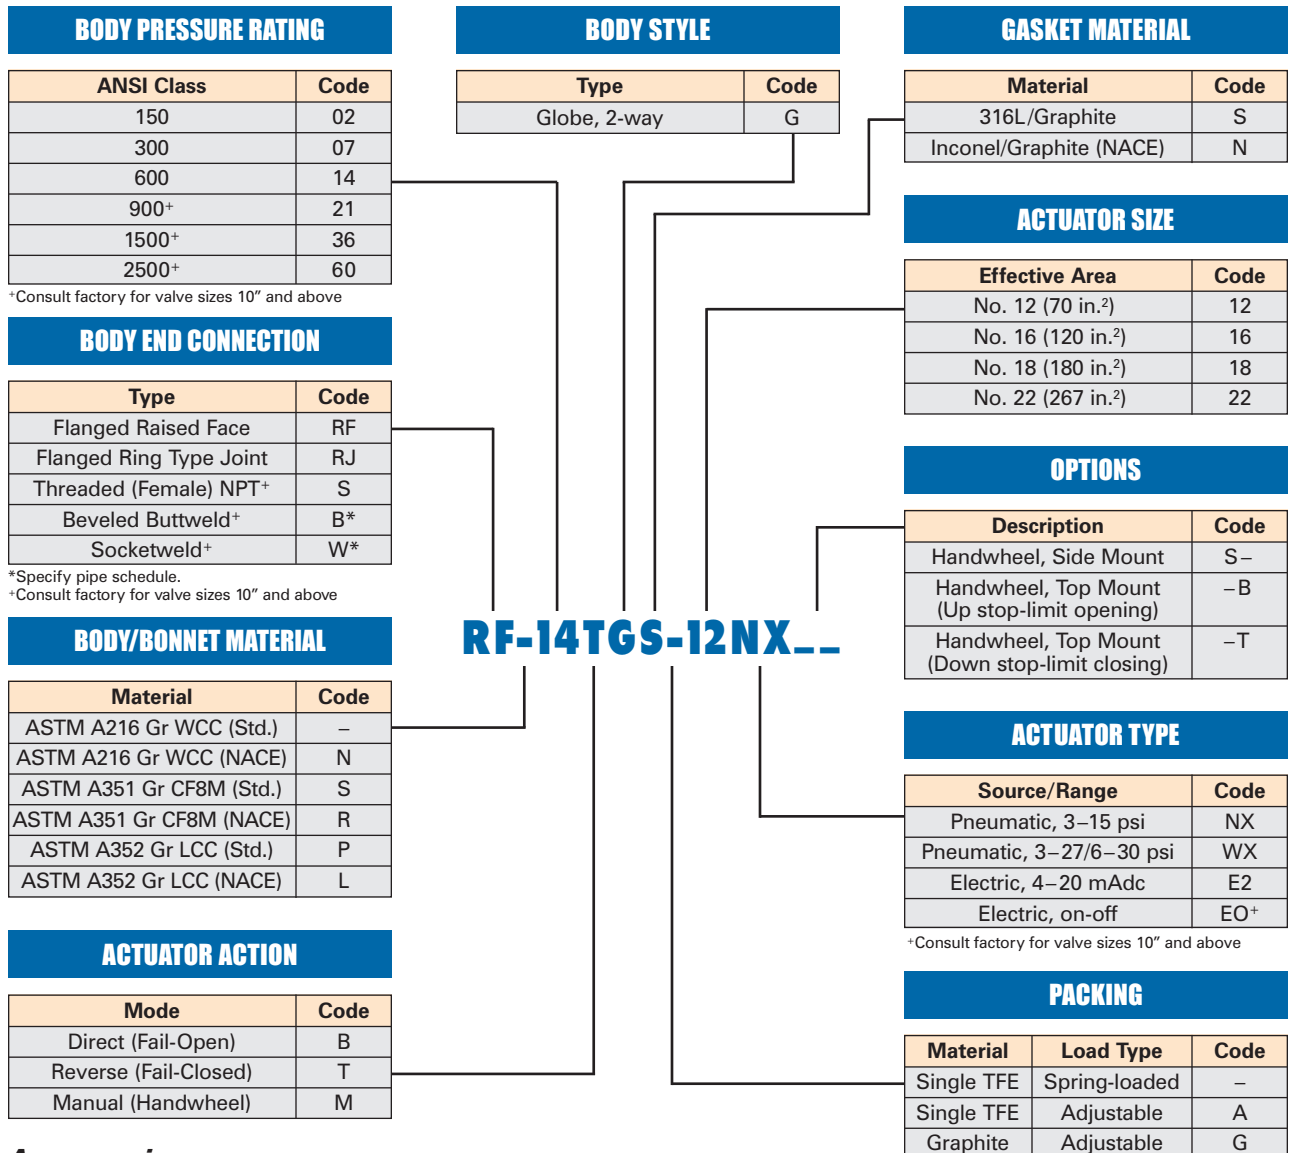 BODY PRESSURE RATING
ANSI Class Code
150 02
300 07
600 14
900+ 21
1500+ 36
2500+ 60
+Consult factory for valve sizes 10″ and above
BODY END CONNECTION
Type Code
Flanged Raised Face RF
Flanged Ring Type Joint RJ
Threaded (Female) NPT+ S
Beveled Buttweld+ B*
Socketweld+ W*
*Specify pipe schedule.
+Consult factory for valve sizes 10″ and above
BODY/BONNET MATERIAL
Material Code
ASTM A216 Gr WCC (Std.) –
ASTM A216 Gr WCC (NACE) N
ASTM A351 Gr CF8M (Std.) S
ASTM A351 Gr CF8M (NACE) R
ASTM A352 Gr LCC (Std.) P
ASTM A352 Gr LCC (NACE) L
ACTUATOR ACTION
Mode Code
Direct (Fail-Open) B
Reverse (Fail-Closed) T
Manual (Handwheel) M
BODY STYLE
Type Code
Globe, 2-way G
RF-14TGS-12NX_ _
GASKET MATERIAL
Material Code
316L/Graphite S
Inconel/Graphite (NACE) N
ACTUATOR SIZE
Effective Area Code
No. 12 (70 in.²) 12
No. 16 (120 in.²) 16
No. 18 (180 in.²) 18
No. 22 (267 in.²) 22
OPTIONS
Description Code
Handwheel, Side Mount S–
Handwheel, Top Mount –B
(Up stop-limit opening)
Handwheel, Top Mount –T
(Down stop-limit closing)
ACTUATOR TYPE
Source/Range Code
Pneumatic, 3–15 psi NX
Pneumatic, 3–27/6–30 psi WX
Electric, 4–20 mAdc E2
Electric, on-off EO+
+Consult factory for valve sizes 10″ and above
PACKING
Material Load Type Code
Single TFE Spring-loaded –
Single TFE Adjustable A
Graphite Adjustable G